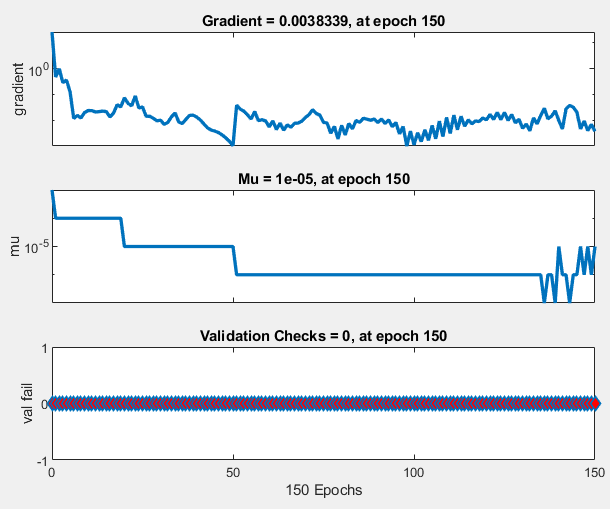 Gradient = 0.0038339, at epoch 150
gradient
10^0
Mu = 1e-05, at epoch 150
mu
10^-5
Validation Checks = 0, at epoch 150
val fail
1
0
-1
0 50 100 150
150 Epochs